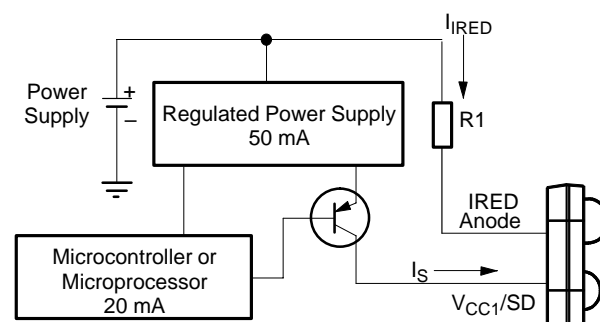 I_IRED
Power
Supply
+
–
Regulated Power Supply
50 mA
R1
IRED
Anode
Microcontroller or
Microprocessor
20 mA
I_S
V_CC1/SD